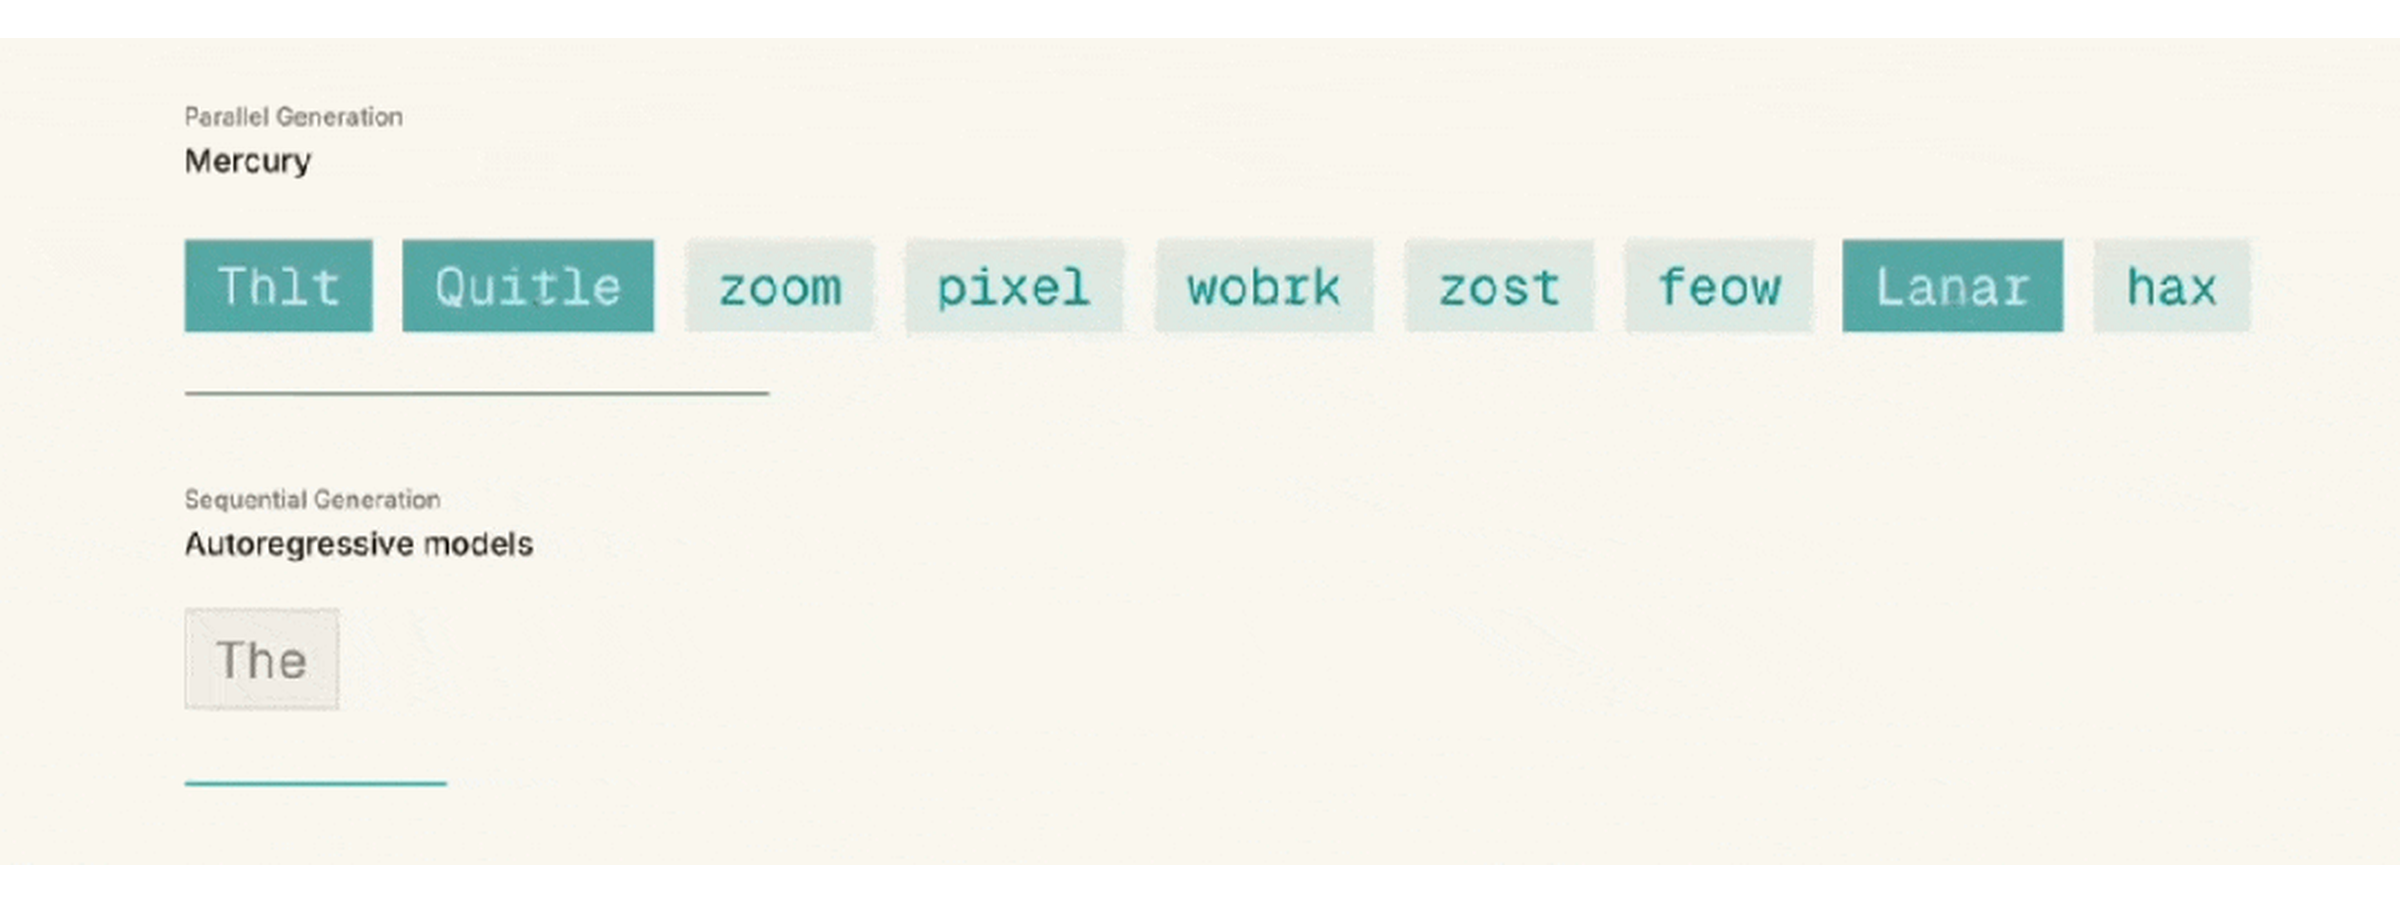 Parallel Generation
Mercury
Thlt Quitle zoom pixel wobrk zost feow Lanar hax
Sequential Generation
Autoregressive models
The